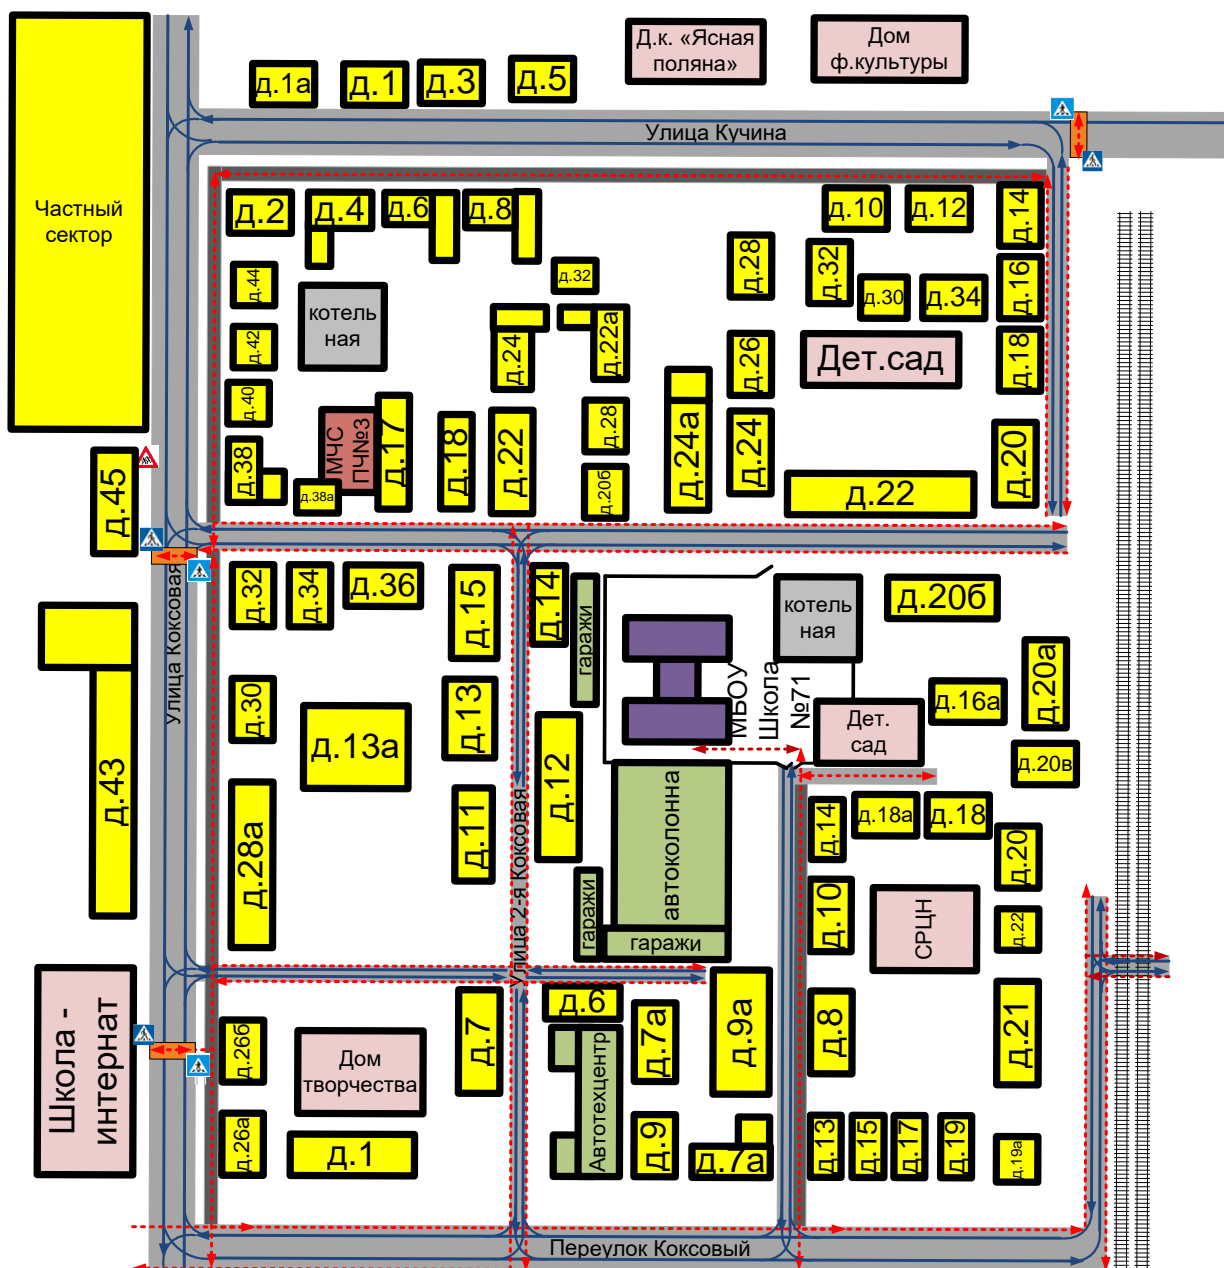 Д.к. «Ясная
поляна»
Дом
ф.культуры
д.1а
д.1
д.3
д.5
Улица Кучина
Частный
сектор
д.2
д.4
д.6
д.8
д.10
д.12
д.14
д.44
д.32
д.28
д.32
д.30
д.34
д.16
котель
ная
д.42
д.24
д.22а
д.26
Дет.сад
д.18
д.40
МЧС
ПЧ№3
д.17
д.18
д.22
д.28
д.24а
д.24
д.20
д.38
д.38а
д.20б
д.22
д.45
Улица Коксовая
д.32
д.34
д.36
д.15
д.14
гаражи
котель
ная
д.20б
МБОУ
Школа
№71
д.43
д.30
д.13а
д.13
д.12
Дет.
сад
д.16а
д.20а
д.20в
д.28а
д.11
Улица 2-я Коксовая
автоколонна
гаражи
гаражи
д.14
д.18а
д.18
д.20
д.10
СРЦН
д.22
Школа -
интернат
д.26б
Дом
творчества
д.7
д.6
Автотехцентр
д.7а
д.9а
д.8
д.21
д.26а
д.1
д.9
д.7а
д.13
д.15
д.17
д.19
д.19а
Переулок Коксовый